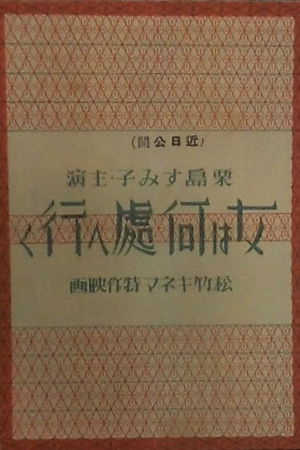 (近日公開)
栗島すみ子・主演
女は何處へ行く
松竹キネマ特作映画